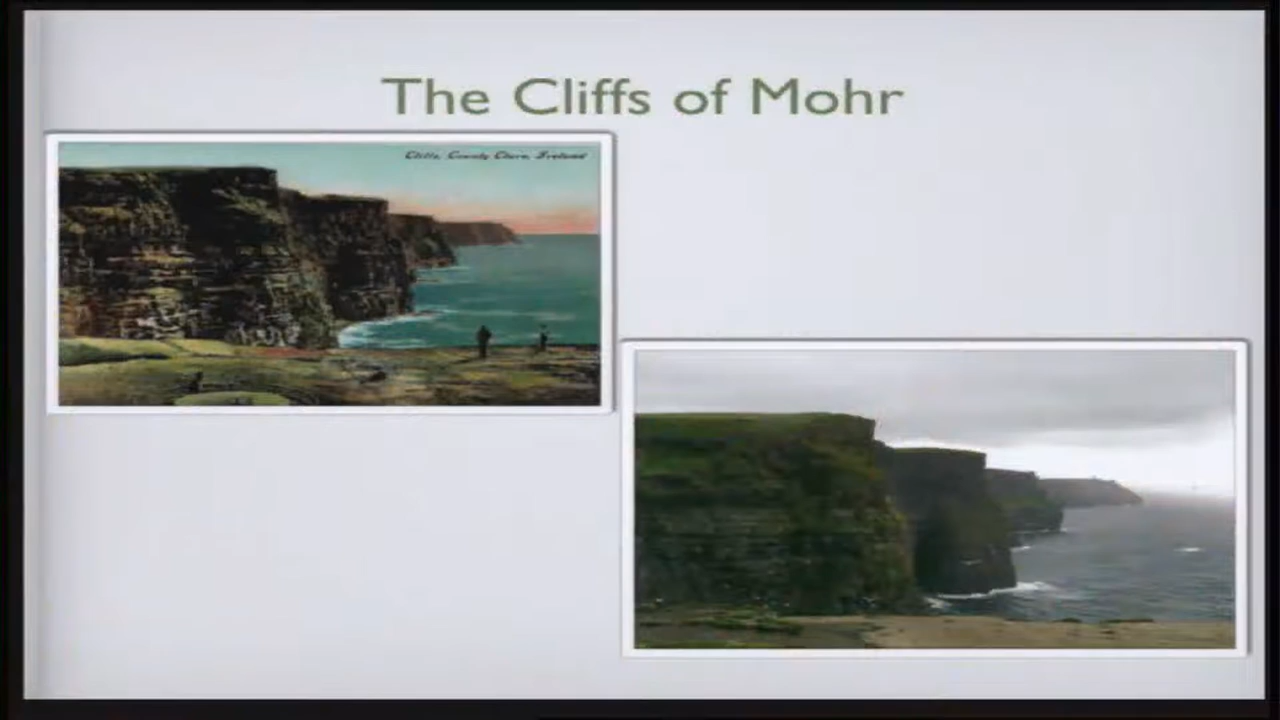 The Cliffs of Mohr
Cliffs, County Clare, Ireland